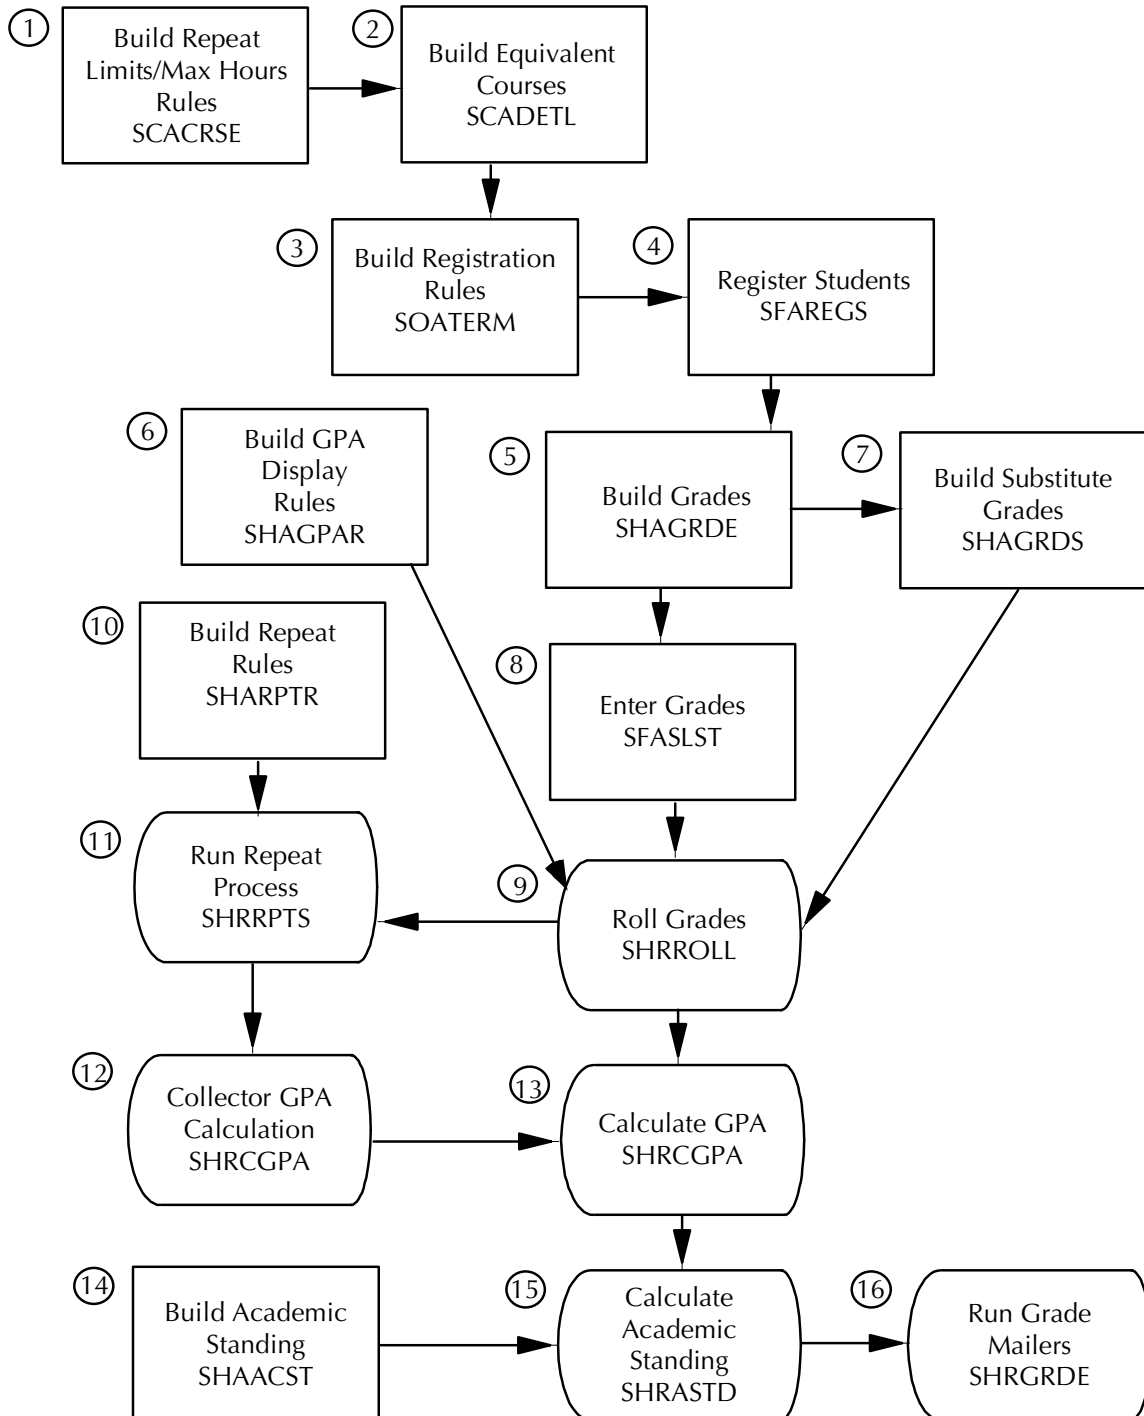 1
Build Repeat
Limits/Max Hours
Rules
SCACRSE
2
Build Equivalent
Courses
SCADETL
3
Build Registration
Rules
SOATERM
4
Register Students
SFAREGS
6
Build GPA
Display
Rules
SHAGPAR
5
Build Grades
SHAGRDE
7
Build Substitute
Grades
SHAGRDS
10
Build Repeat
Rules
SHARPTR
8
Enter Grades
SFASLST
11
Run Repeat
Process
SHRRPTS
9
Roll Grades
SHRROLL
12
Collector GPA
Calculation
SHRCGPA
13
Calculate GPA
SHRCGPA
14
Build Academic
Standing
SHAACST
15
Calculate
Academic
Standing
SHRASTD
16
Run Grade
Mailers
SHRGRDE